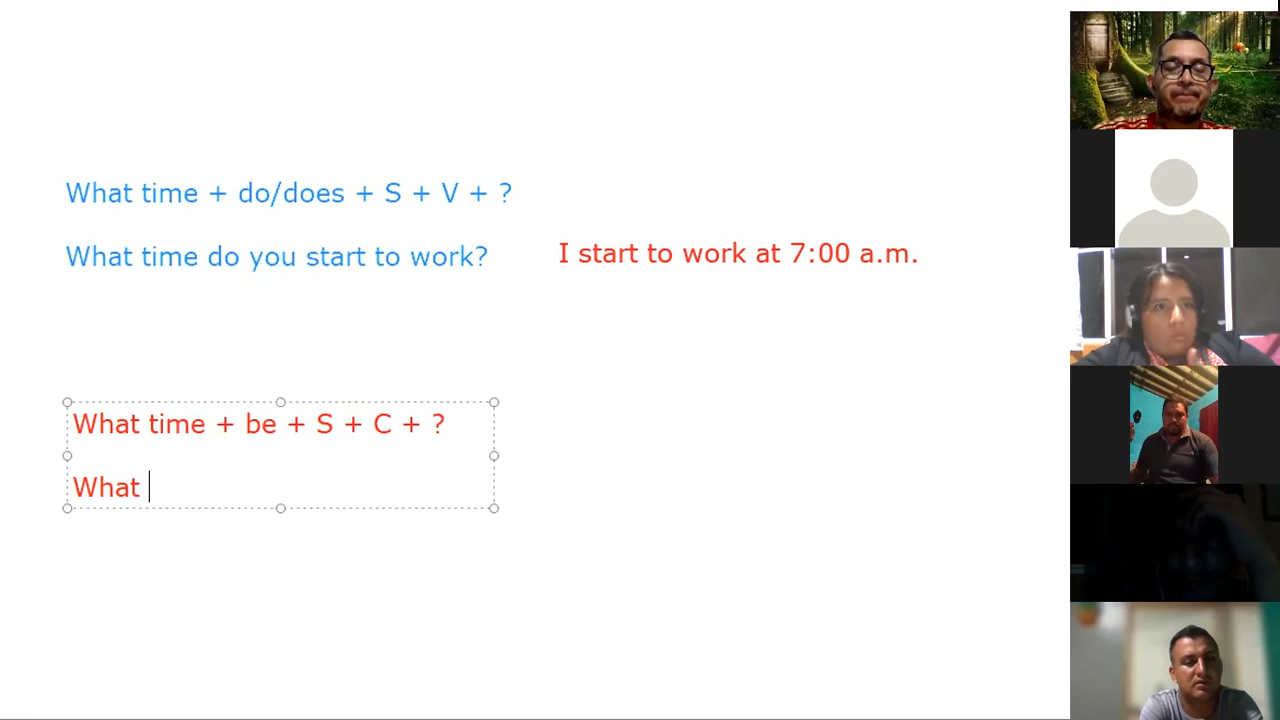 What time + do/does + S + V + ?
What time do you start to work?
I start to work at 7:00 a.m.
What time + be + S + C + ?
What